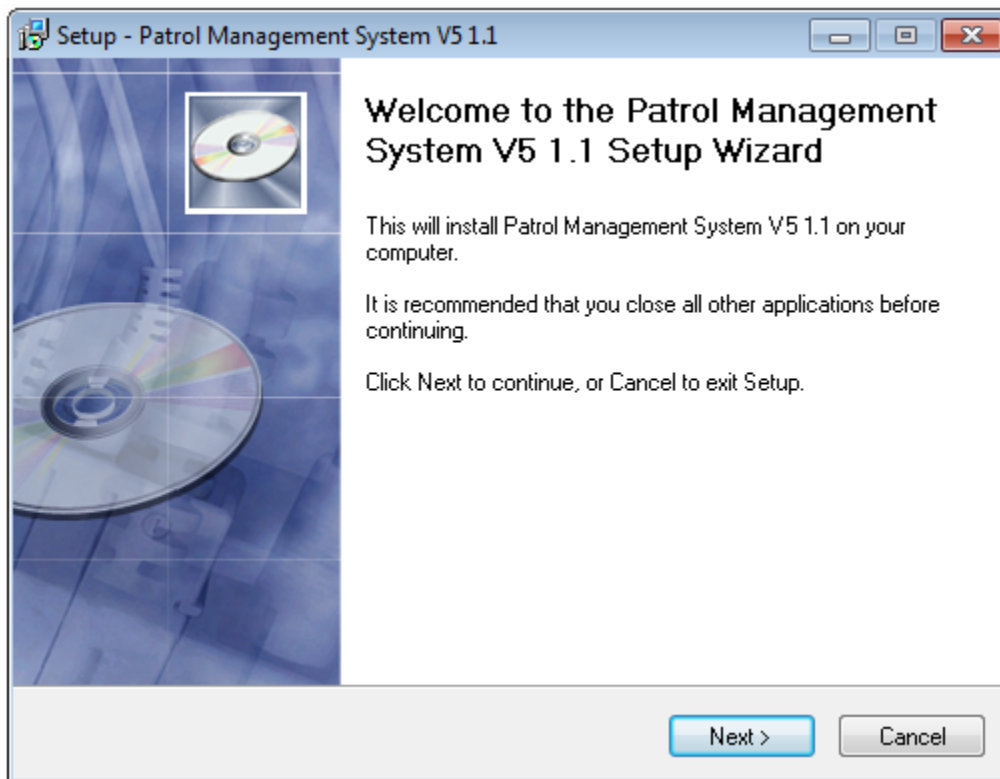 Setup - Patrol Management System V5 1.1
Welcome to the Patrol Management
System V5 1.1 Setup Wizard
This will install Patrol Management System V5 1.1 on your
computer.
It is recommended that you close all other applications before
continuing.
Click Next to continue, or Cancel to exit Setup.
Next >
Cancel